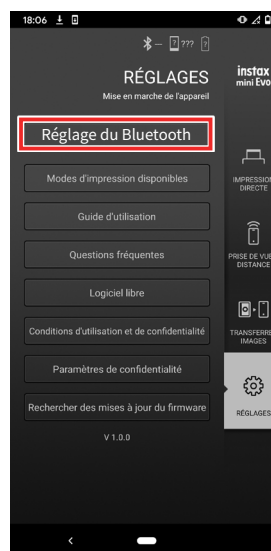 18:06
— ???
?
RÉGLAGES
Mise en marche de l'appareil
instax
mini Evo
Réglage du Bluetooth
Modes d'impression disponibles
IMPRESSION
DIRECTE
Guide d'utilisation
Questions fréquentes
PRISE DE VUE
DISTANCE
Logiciel libre
Conditions d'utilisation et de confidentialité
TRANSFERRE
IMAGES
Paramètres de confidentialité
Rechercher des mises à jour du firmware
RÉGLAGES
V 1.0.0